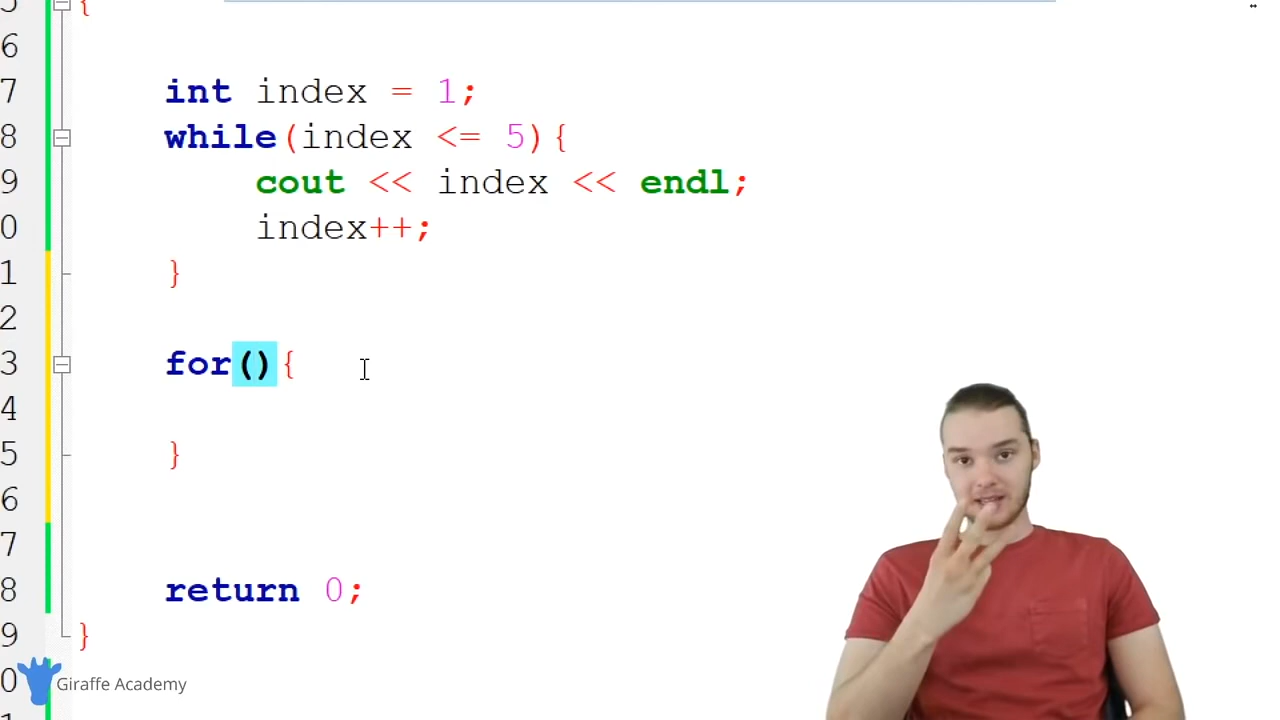 5 {
6
7 int index = 1;
8 while(index <= 5){
9 cout << index << endl;
0 index++;
1 }
2
3 for(){
4
5 }
6
7
8 return 0;
9 }
0
Giraffe Academy